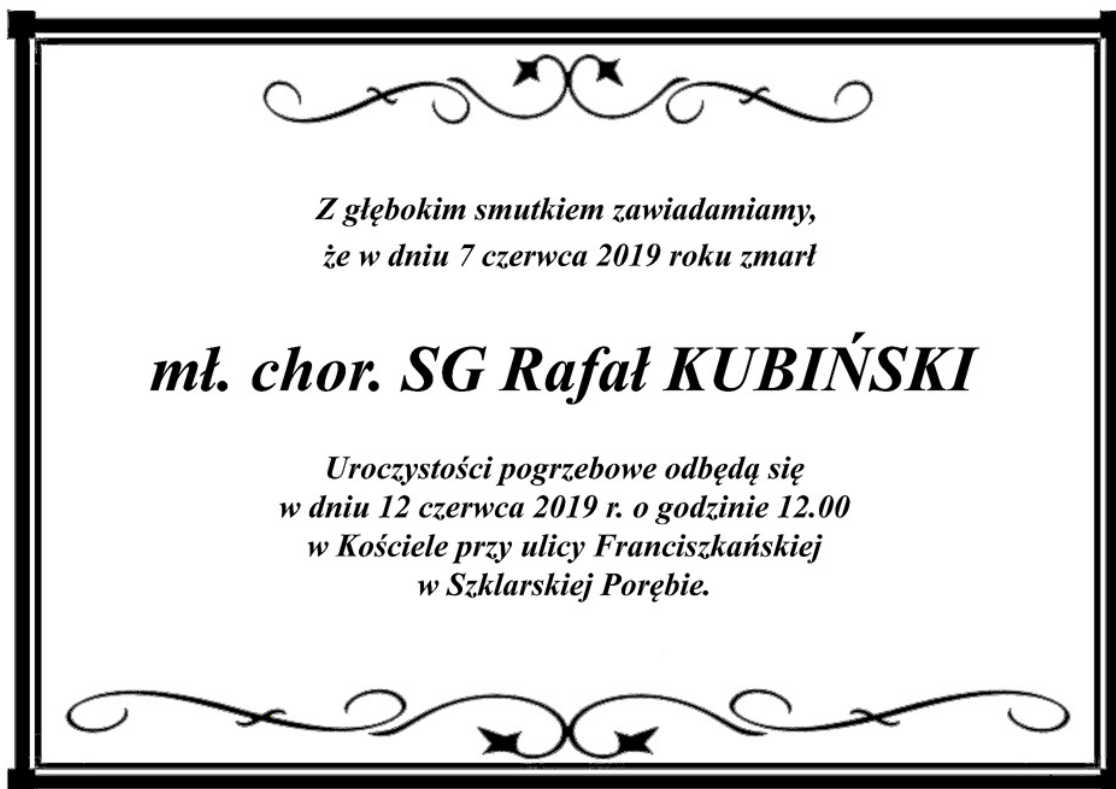 Z głębokim smutkiem zawiadamiamy,
że w dniu 7 czerwca 2019 roku zmarł
mł. chor. SG Rafał KUBIŃSKI
Uroczystości pogrzebowe odbędą się
w dniu 12 czerwca 2019 r. o godzinie 12.00
w Kościele przy ulicy Franciszkańskiej
w Szklarskiej Porębie.